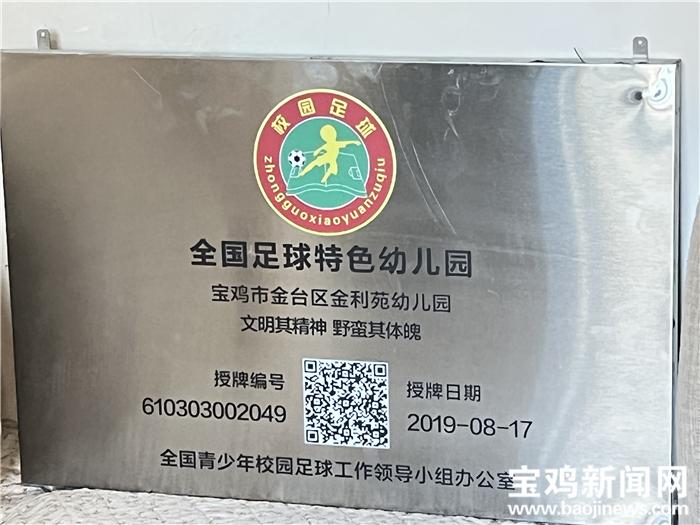 校园足球
zhongguoxiaoyuanzuqiu
全国足球特色幼儿园
宝鸡市金台区金利苑幼儿园
文明其精神 野蛮其体魄
授牌编号
610303002049
授牌日期
2019-08-17
全国青少年校园足球工作领导小组办公室
宝鸡新闻网
www.baojinews.com